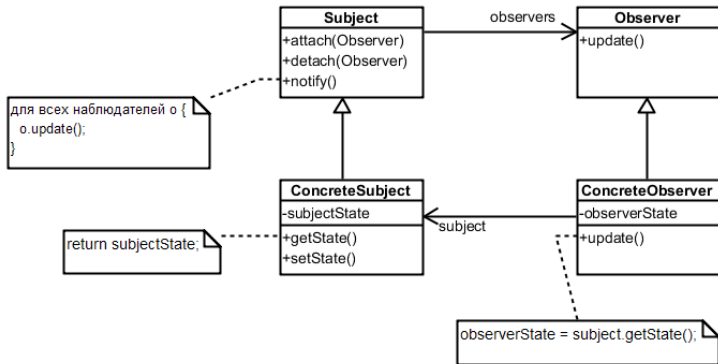 Subject
+attach(Observer)
+detach(Observer)
+notify()
observers
Observer
+update()
для всех наблюдателей o {
o.update();
}
ConcreteSubject
-subjectState
+getState()
+setState()
subject
ConcreteObserver
-observerState
+update()
return subjectState;
observerState = subject.getState();